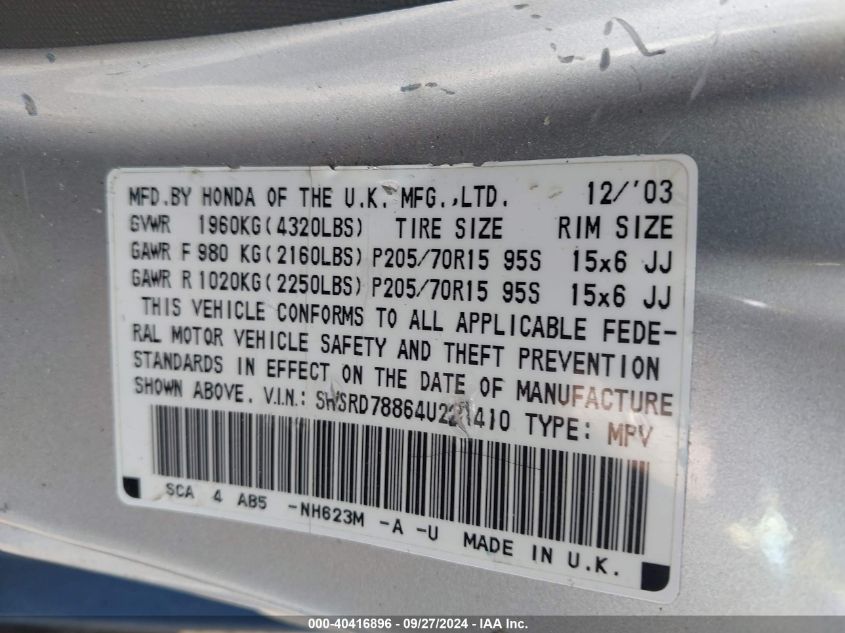 MFD.BY HONDA OF THE U.K. MFG.,LTD. 12/'03
GVWR 1960KG(4320LBS) TIRE SIZE RIM SIZE
GAWR F 980 KG(2160LBS) P205/70R15 95S 15x6 JJ
GAWR R 1020KG(2250LBS) P205/70R15 95S 15x6 JJ
THIS VEHICLE CONFORMS TO ALL APPLICABLE FEDE-
RAL MOTOR VEHICLE SAFETY AND THEFT PREVENTION
STANDARDS IN EFFECT ON THE DATE OF MANUFACTURE
SHOWN ABOVE. V.I.N.: TYPE: MPV
SCA 4 AB5 -NH623M -A -U MADE IN U.K.
000-40416896 - 09/27/2024 - IAA Inc.